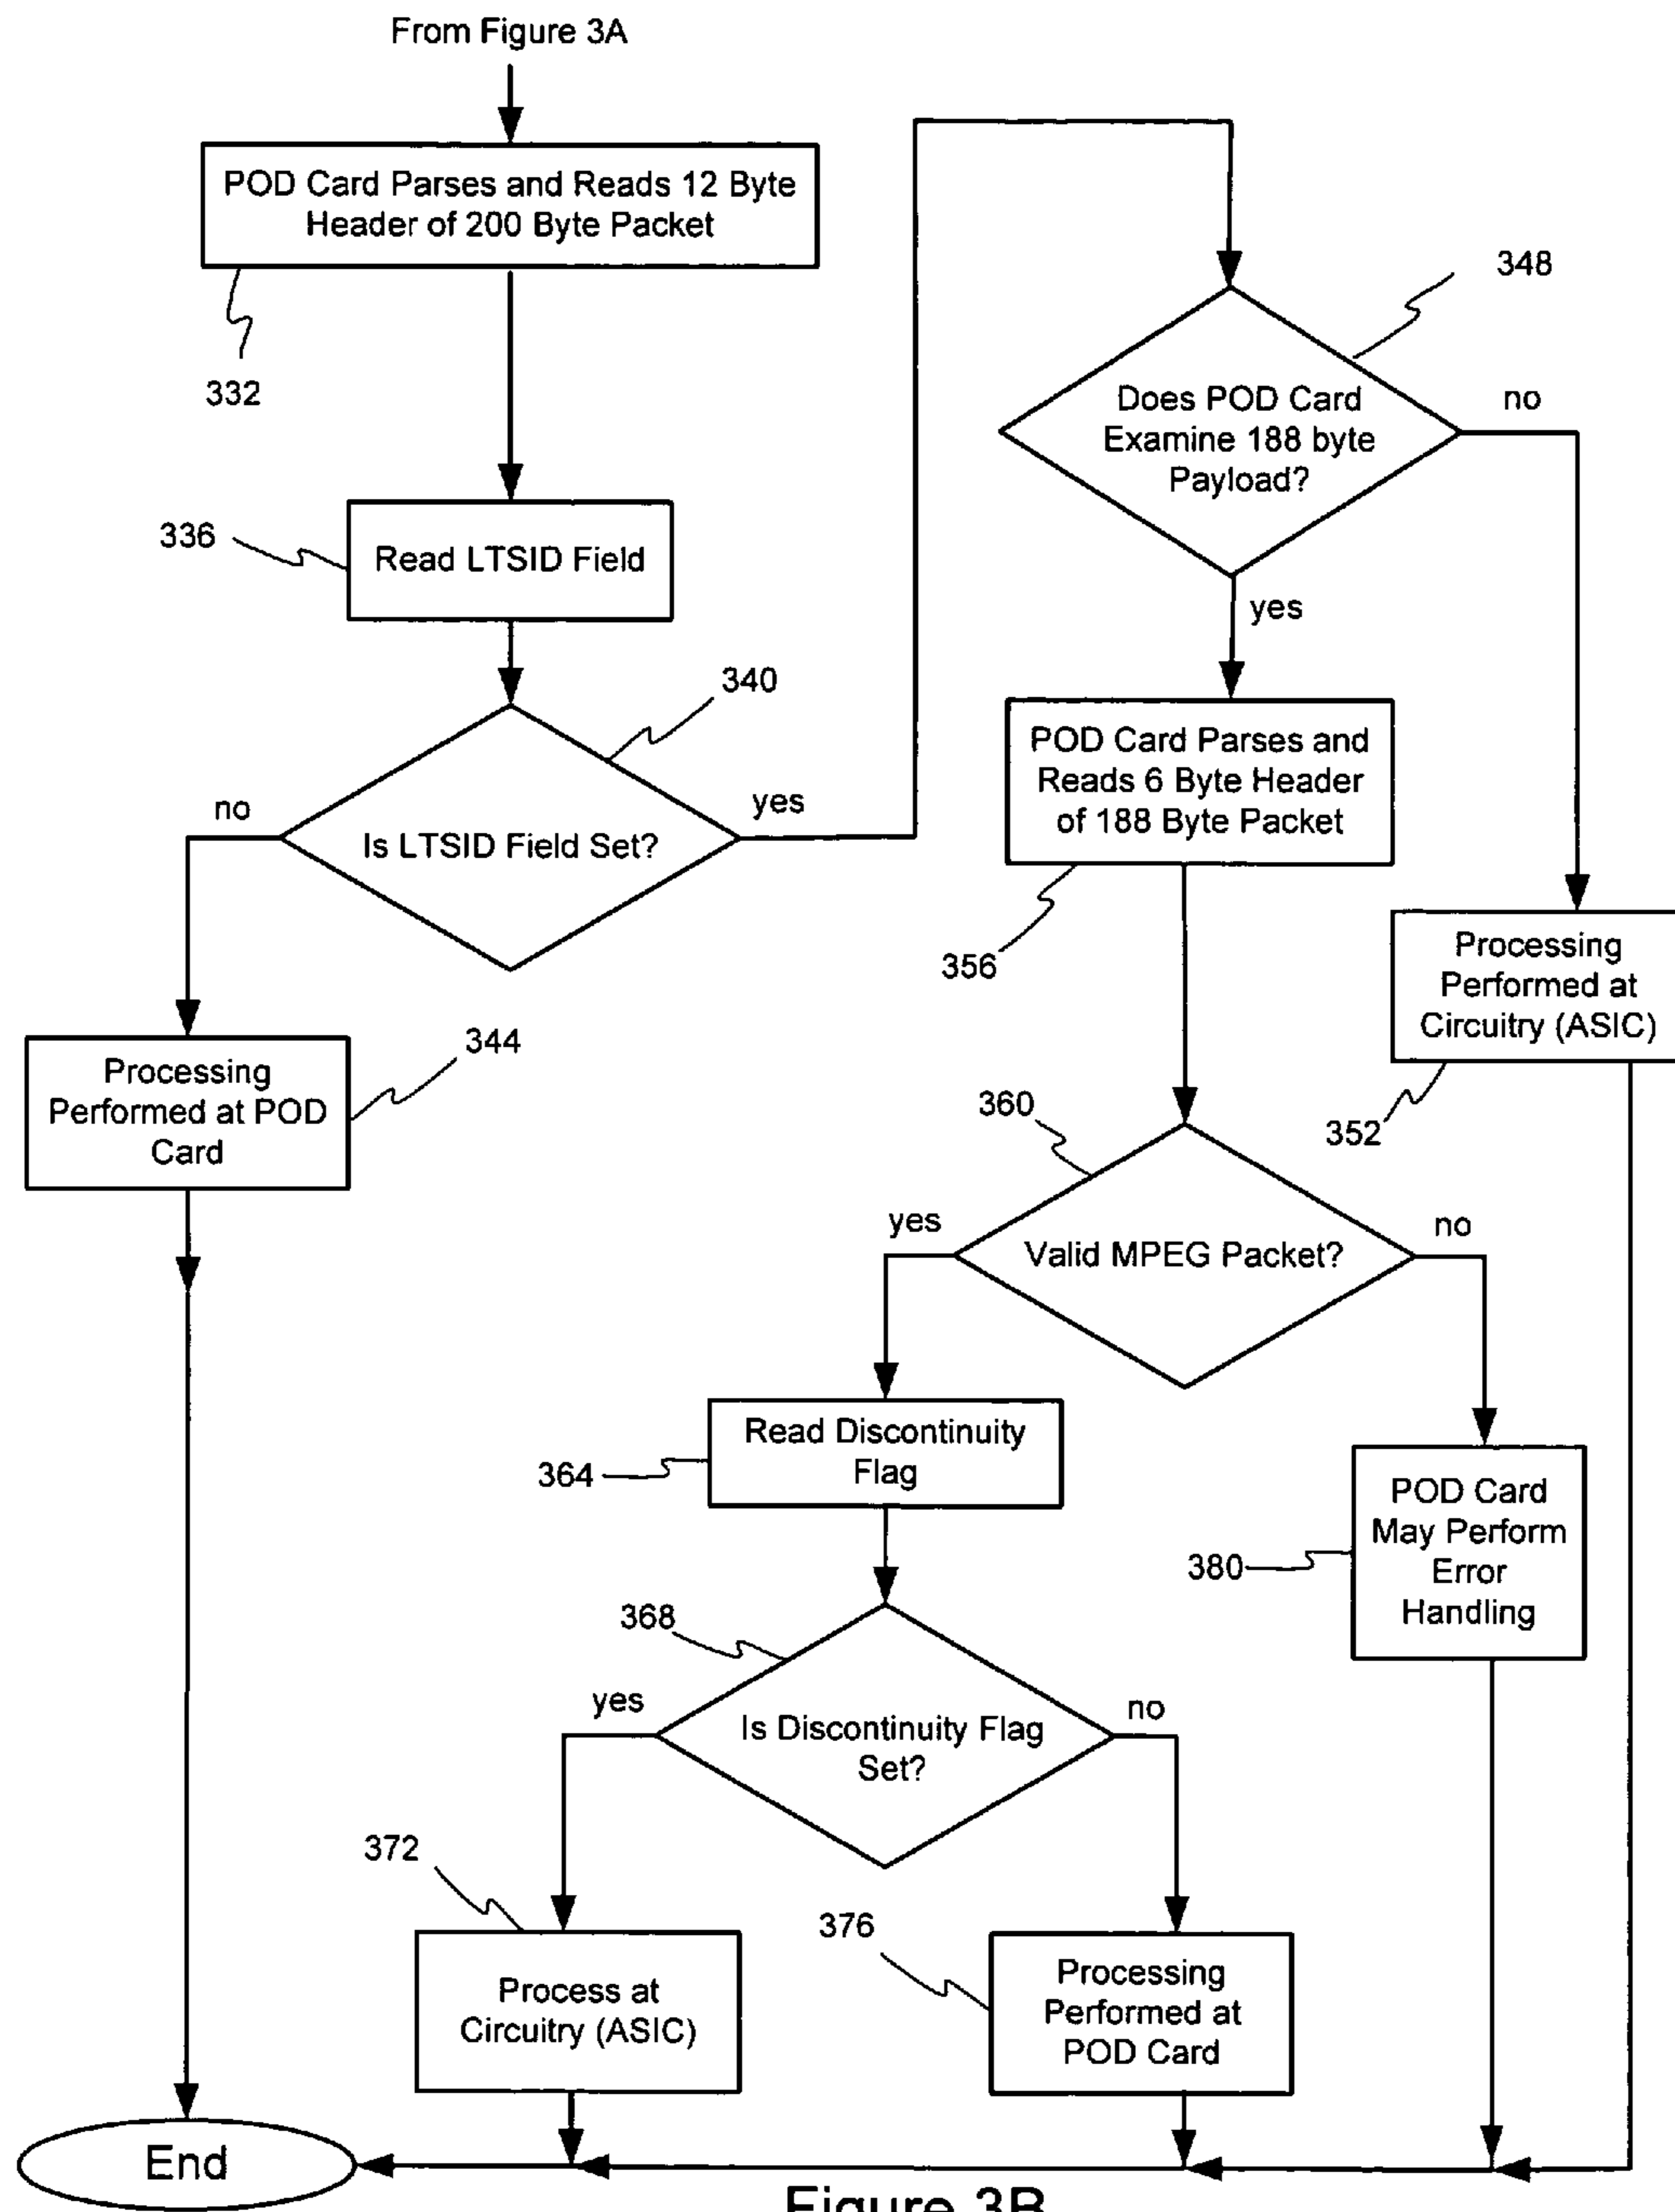 From Figure 3A
POD Card Parses and Reads 12 Byte
Header of 200 Byte Packet
332
336
Read LTSID Field
340
no
Is LTSID Field Set?
yes
344
Processing
Performed at POD
Card
348
Does POD Card
Examine 188 byte
Payload?
no
yes
POD Card Parses and
Reads 6 Byte Header
of 188 Byte Packet
356
Processing
Performed at
Circuitry (ASIC)
352
360
yes
Valid MPEG Packet?
no
Read Discontinuity
Flag
364
POD Card
May Perform
Error
Handling
380
368
yes
Is Discontinuity Flag
Set?
no
372
Process at
Circuitry (ASIC)
376
Processing
Performed at
POD Card
End
Figure 3B